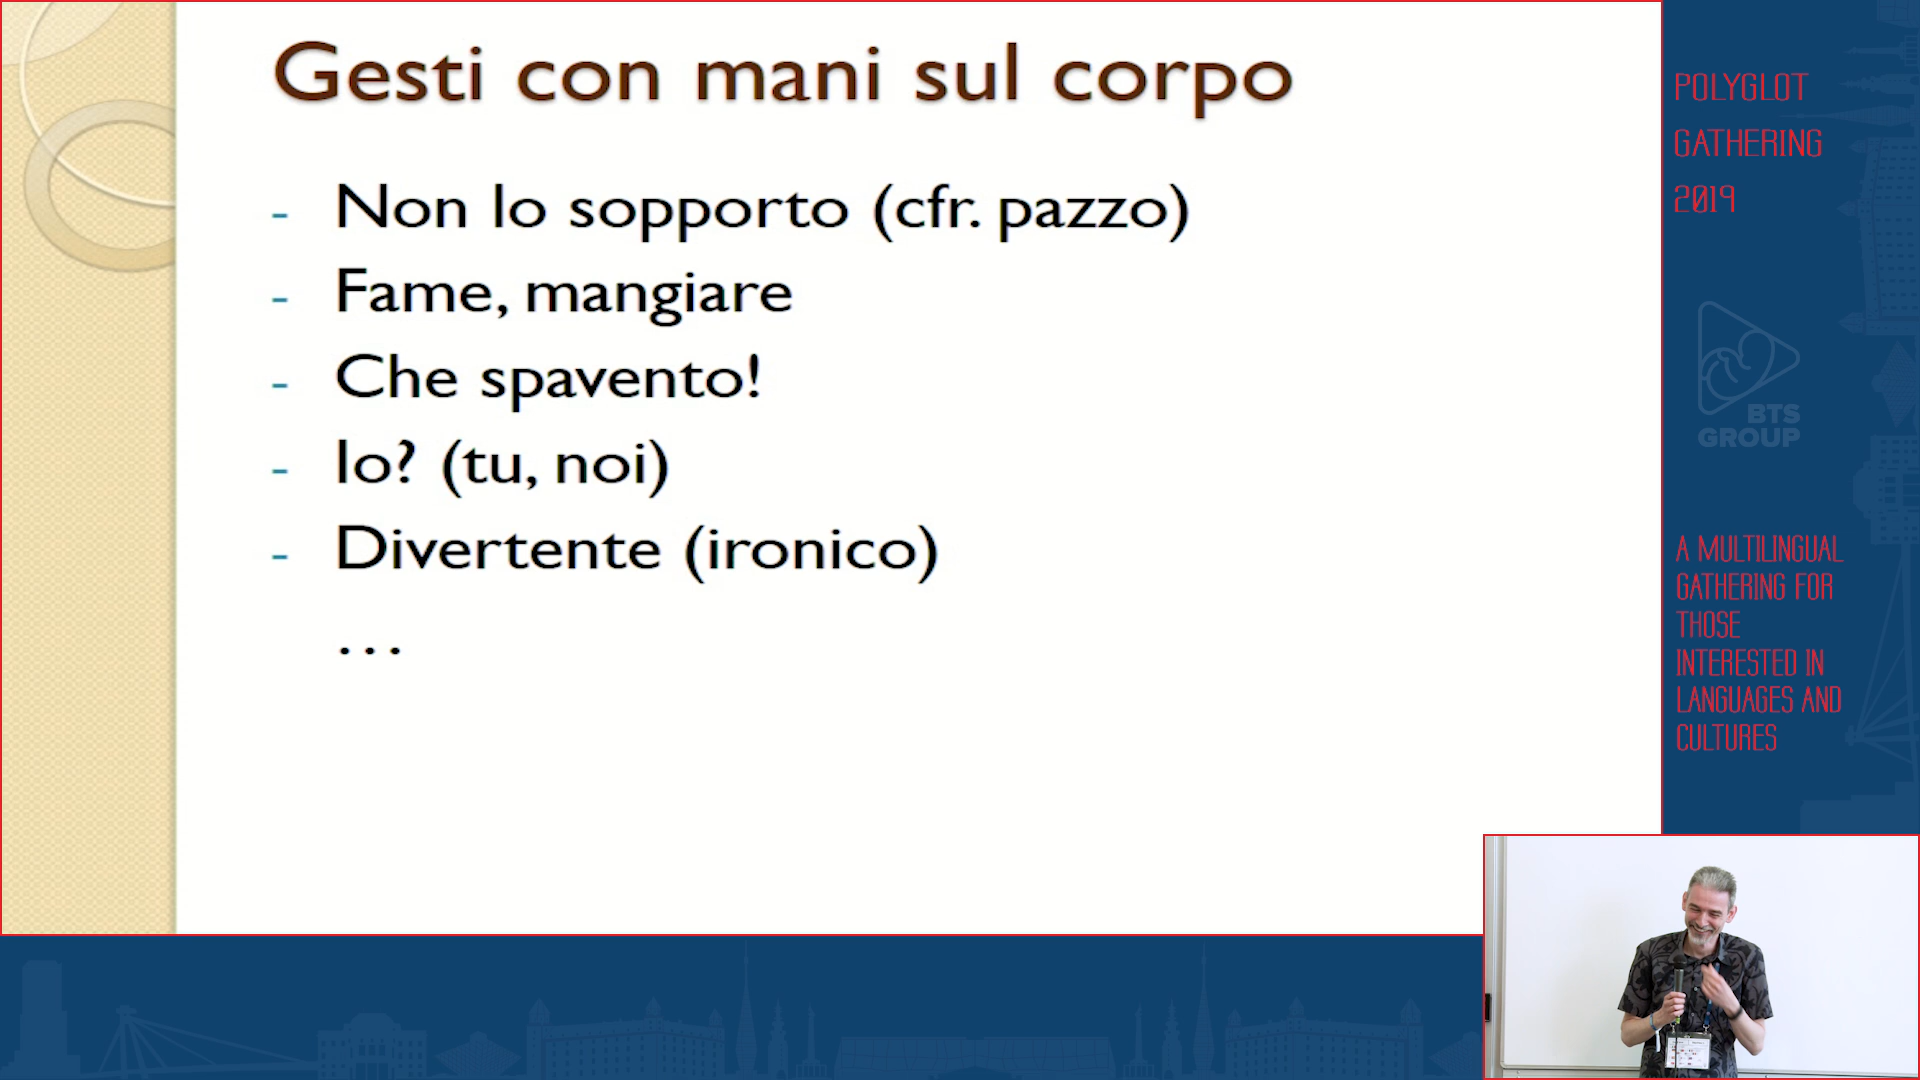 Gesti con mani sul corpo
- Non lo sopporto (cfr. pazzo)
- Fame, mangiare
- Che spavento!
- Io? (tu, noi)
- Divertente (ironico)
…
POLYGLOT
GATHERING
2019
BTS
GROUP
A MULTILINGUAL
GATHERING FOR
THOSE
INTERESTED IN
LANGUAGES AND
CULTURES